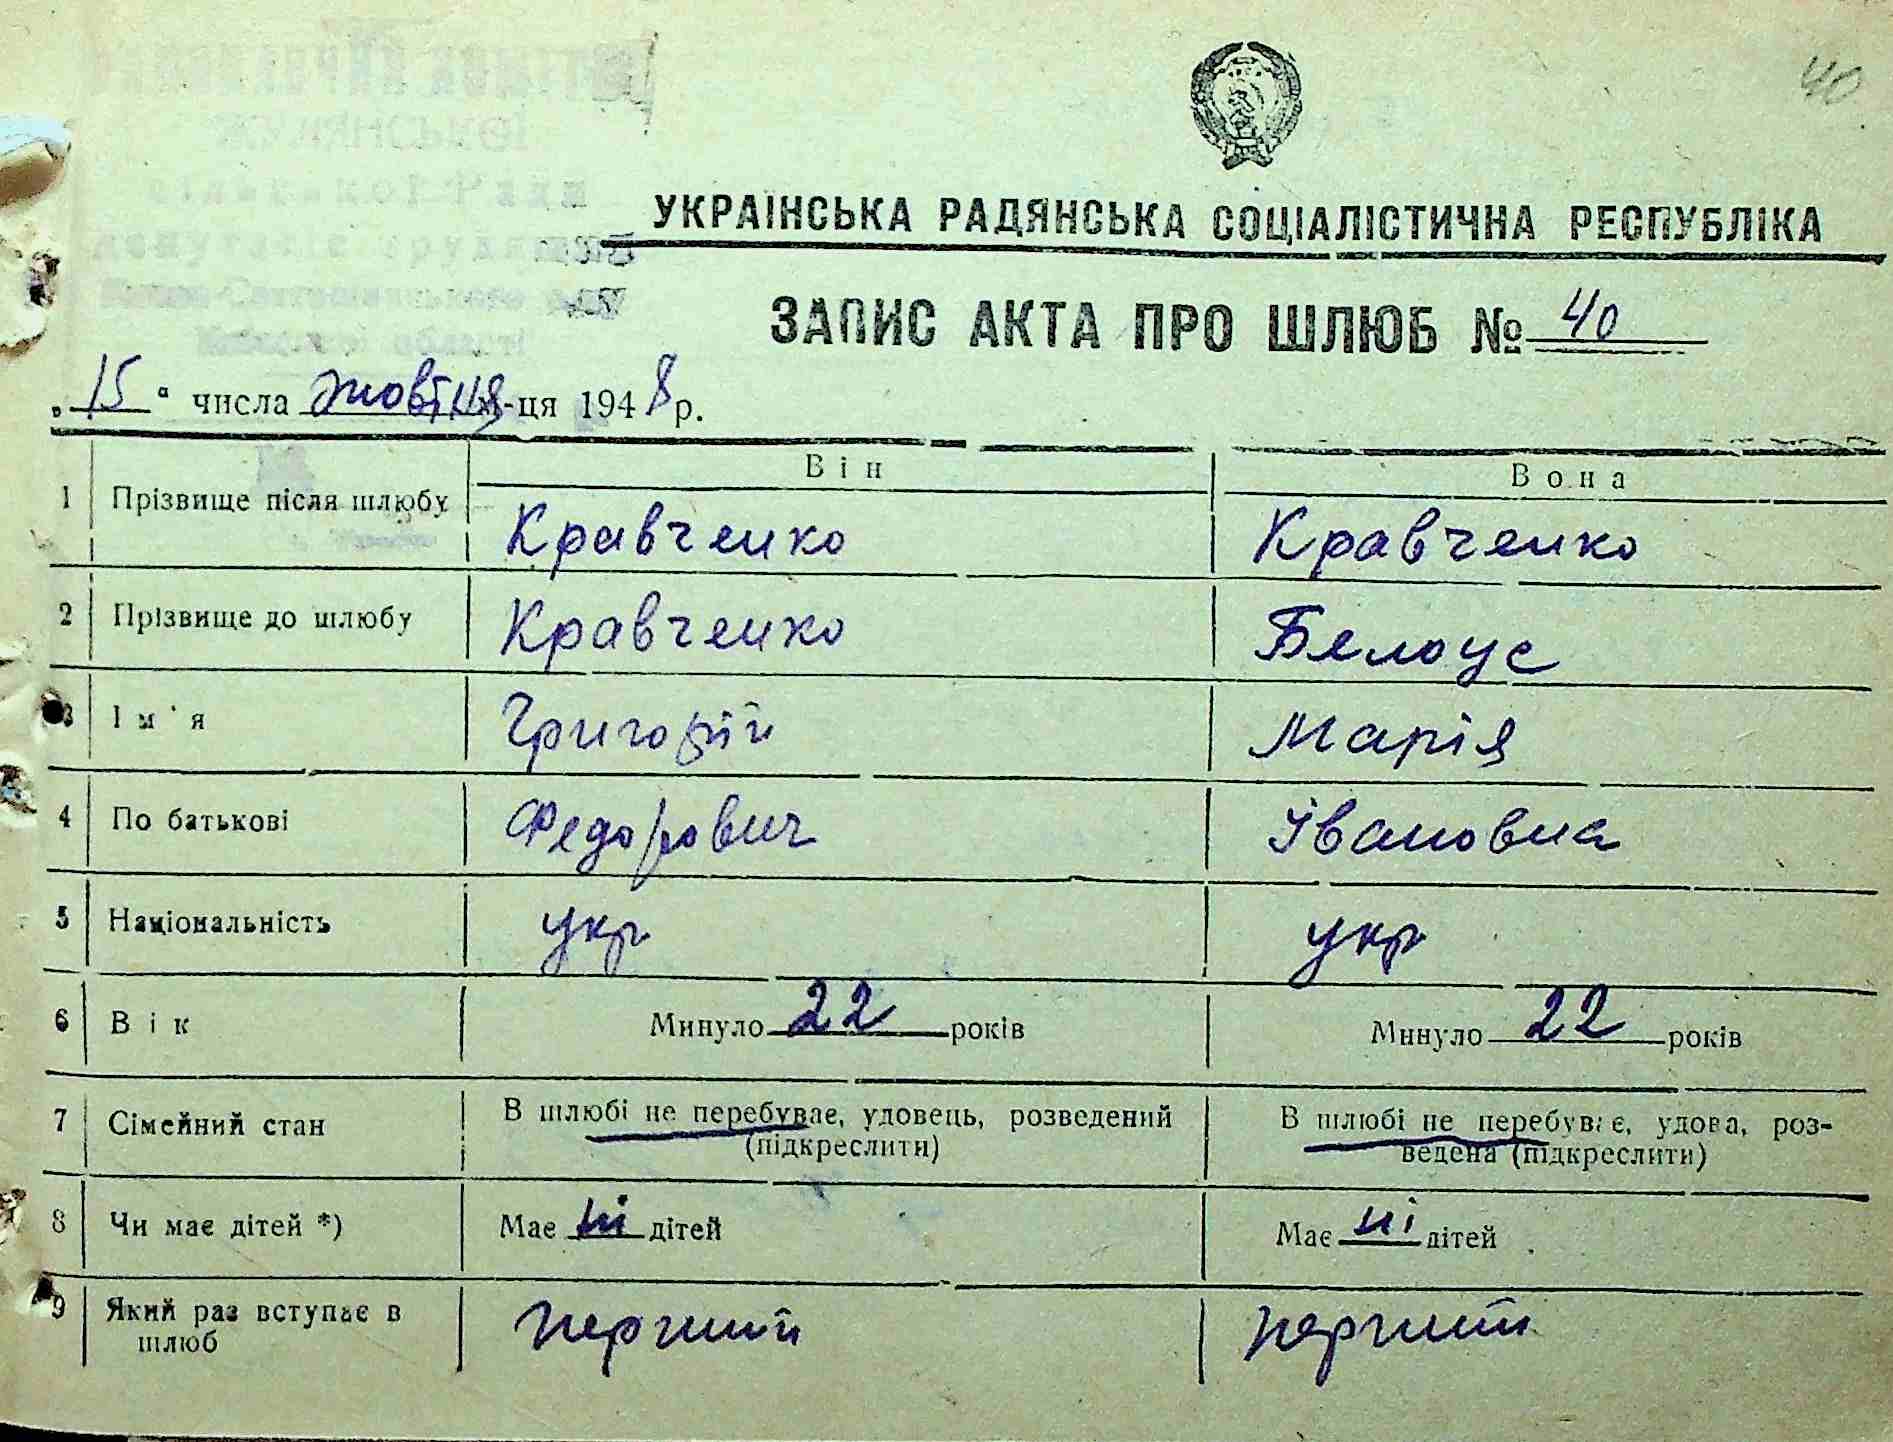 40
УКРАЇНСЬКА РАДЯНСЬКА СОЦІАЛІСТИЧНА РЕСПУБЛІКА
ЗАПИС АКТА ПРО ШЛЮБ № 40
„15“ числа жовтня м-ця 1948 р.
Він Вона
1 Прізвище після шлюбу Кравченко Кравченко
2 Прізвище до шлюбу Кравченко Белоус
3 Ім'я Григорій Марія
4 По батькові Федорович Івановна
5 Національність укр укр
6 Вік Минуло 22 років Минуло 22 років
7 Сімейний стан В шлюбі не перебуває, удовець, розведений (підкреслити) В шлюбі не перебуває, удова, роз-
ведена (підкреслити)
8 Чи має дітей *) Має ні дітей Має ні дітей
9 Який раз вступає в шлюб перший перший